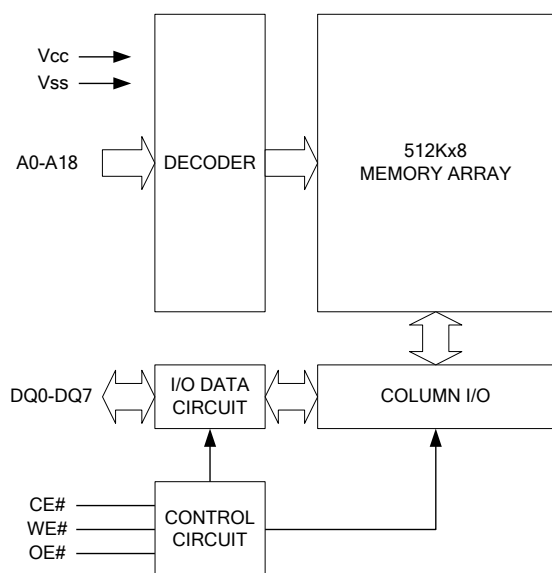 Vcc
Vss
A0-A18
DECODER
512Kx8
MEMORY ARRAY
DQ0-DQ7
I/O DATA
CIRCUIT
COLUMN I/O
CE#
WE#
OE#
CONTROL
CIRCUIT